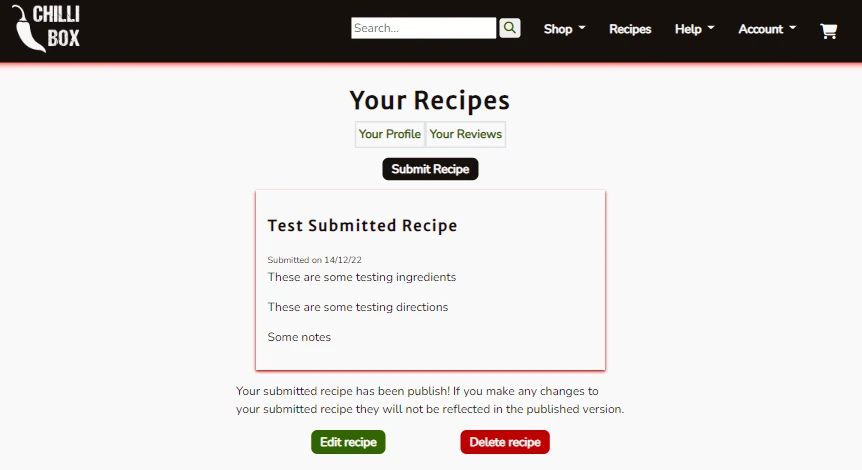 CHILLI
BOX
Search...
Shop
Recipes
Help
Account
Your Recipes
Your Profile
Your Reviews
Submit Recipe
Test Submitted Recipe
Submitted on 14/12/22
These are some testing ingredients
These are some testing directions
Some notes
Your submitted recipe has been publish! If you make any changes to
your submitted recipe they will not be reflected in the published version.
Edit recipe
Delete recipe